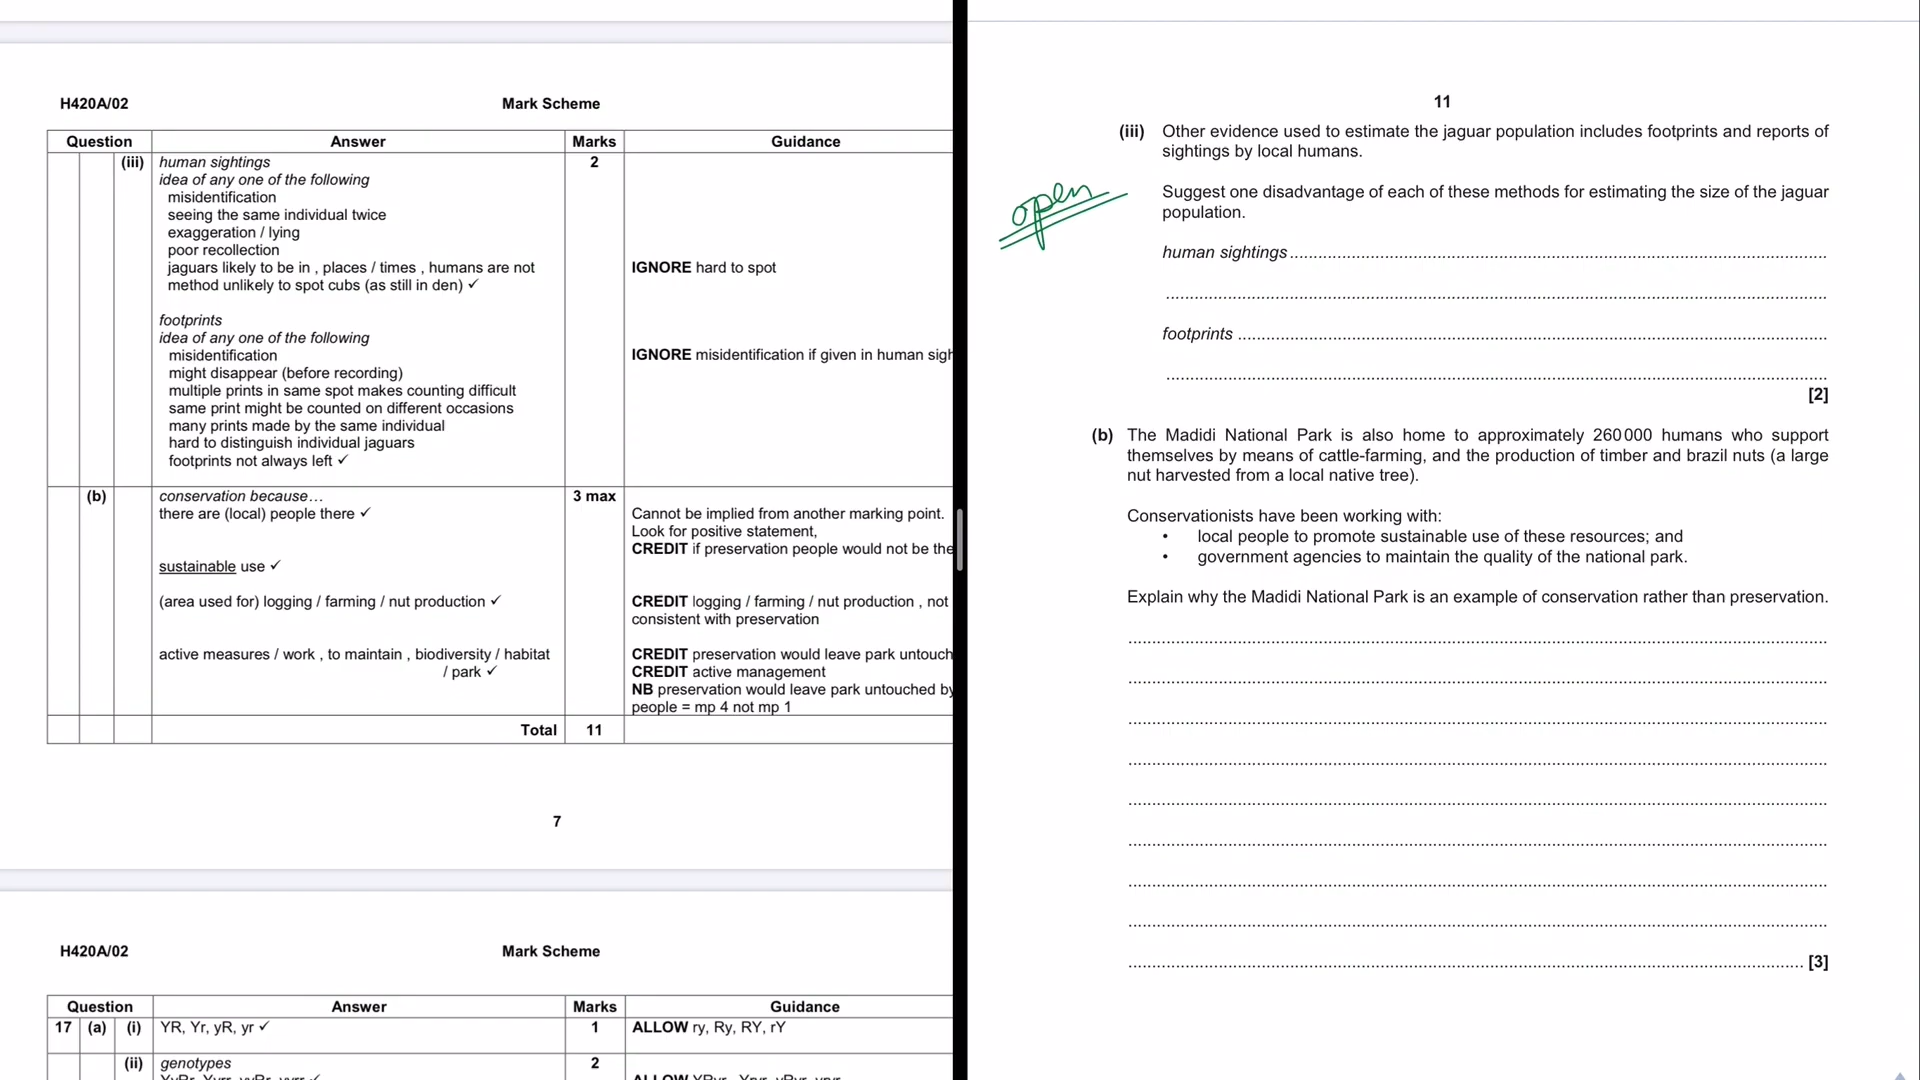 H420A/02 Mark Scheme
Question Answer Marks Guidance
(iii) human sightings 2
idea of any one of the following
misidentification
seeing the same individual twice
exaggeration / lying
poor recollection
jaguars likely to be in , places / times , humans are not IGNORE hard to spot
method unlikely to spot cubs (as still in den) ✓
footprints
idea of any one of the following
misidentification IGNORE misidentification if given in human sigh
might disappear (before recording)
multiple prints in same spot makes counting difficult
same print might be counted on different occasions
many prints made by the same individual
hard to distinguish individual jaguars
footprints not always left ✓
(b) conservation because… 3 max
there are (local) people there ✓ Cannot be implied from another marking point.
Look for positive statement,
CREDIT if preservation people would not be the
sustainable use ✓
(area used for) logging / farming / nut production ✓ CREDIT logging / farming / nut production , not
consistent with preservation
active measures / work , to maintain , biodiversity / habitat CREDIT preservation would leave park untouch
/ park ✓ CREDIT active management
NB preservation would leave park untouched by
people = mp 4 not mp 1
Total 11
7
H420A/02 Mark Scheme
Question Answer Marks Guidance
17 (a) (i) YR, Yr, yR, yr ✓ 1 ALLOW ry, Ry, RY, rY
(ii) genotypes 2
11
(iii) Other evidence used to estimate the jaguar population includes footprints and reports of
sightings by local humans.
open
Suggest one disadvantage of each of these methods for estimating the size of the jaguar
population.
human sightings
footprints
[2]
(b) The Madidi National Park is also home to approximately 260 000 humans who support
themselves by means of cattle-farming, and the production of timber and brazil nuts (a large
nut harvested from a local native tree).
Conservationists have been working with:
• local people to promote sustainable use of these resources; and
• government agencies to maintain the quality of the national park.
Explain why the Madidi National Park is an example of conservation rather than preservation.
[3]